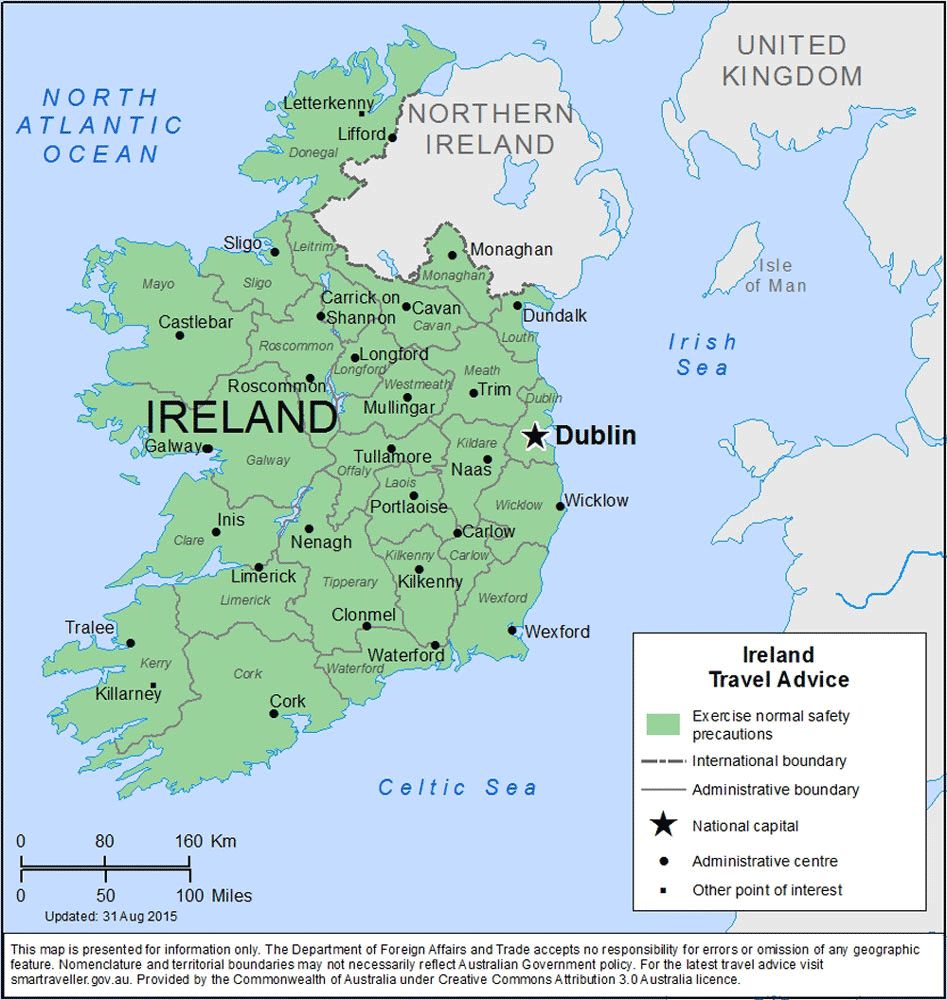 NORTH
ATLANTIC
OCEAN
UNITED
KINGDOM
Letterkenny
NORTHERN
IRELAND
Lifford
Donegal
Sligo
Leitrim
Monaghan
Monaghan
Isle
of Man
Mayo
Sligo
Carrick on
Shannon
Cavan
Cavan
Dundalk
Castlebar
Roscommon
Louth
Irish
Sea
Longford
Longford
Meath
Roscommon
Westmeath
Trim
Mullingar
Dublin
IRELAND
Dublin
Galway
Galway
Tullamore
Offaly
Kildare
Naas
Laois
Portlaoise
Wicklow
Wicklow
Inis
Clare
Nenagh
Carlow
Kilkenny
Carlow
Limerick
Limerick
Tipperary
Kilkenny
Wexford
Clonmel
Tralee
Wexford
Waterford
Waterford
Kerry
Killarney
Cork
Cork
Celtic Sea
Ireland
Travel Advice
Exercise normal safety
precautions
International boundary
Administrative boundary
National capital
Administrative centre
Other point of interest
0 80 160 Km
0 50 100 Miles
Updated: 31 Aug 2015
This map is presented for information only. The Department of Foreign Affairs and Trade accepts no responsibility for errors or omission of any geographic
feature. Nomenclature and territorial boundaries may not necessarily reflect Australian Government policy. For the latest travel advice visit
smartraveller.gov.au. Provided by the Commonwealth of Australia under Creative Commons Attribution 3.0 Australia licence.